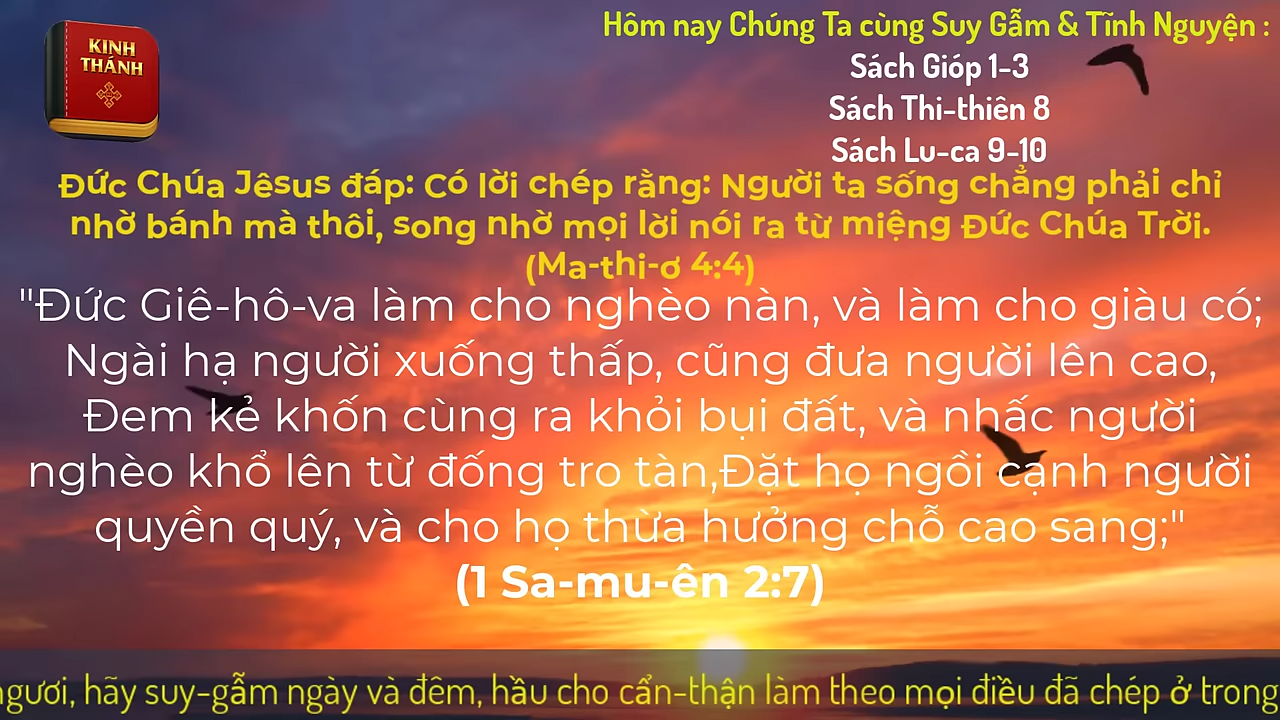 KINH
THÁNH
Hôm nay Chúng Ta cùng Suy Gẫm & Tĩnh Nguyện :
Sách Gióp 1-3
Sách Thi-thiên 8
Sách Lu-ca 9-10
Đức Chúa Jêsus đáp: Có lời chép rằng: Người ta sống chẳng phải chỉ
nhờ bánh mà thôi, song nhờ mọi lời nói ra từ miệng Đức Chúa Trời.
(Ma-thi-ơ 4:4)
"Đức Giê-hô-va làm cho nghèo nàn, và làm cho giàu có;
Ngài hạ người xuống thấp, cũng đưa người lên cao,
Đem kẻ khốn cùng ra khỏi bụi đất, và nhấc người
nghèo khổ lên từ đống tro tàn,Đặt họ ngồi cạnh người
quyền quý, và cho họ thừa hưởng chỗ cao sang;"
(1 Sa-mu-ên 2:7)
ngươi, hãy suy-gẫm ngày và đêm, hầu cho cẩn-thận làm theo mọi điều đã chép ở trong